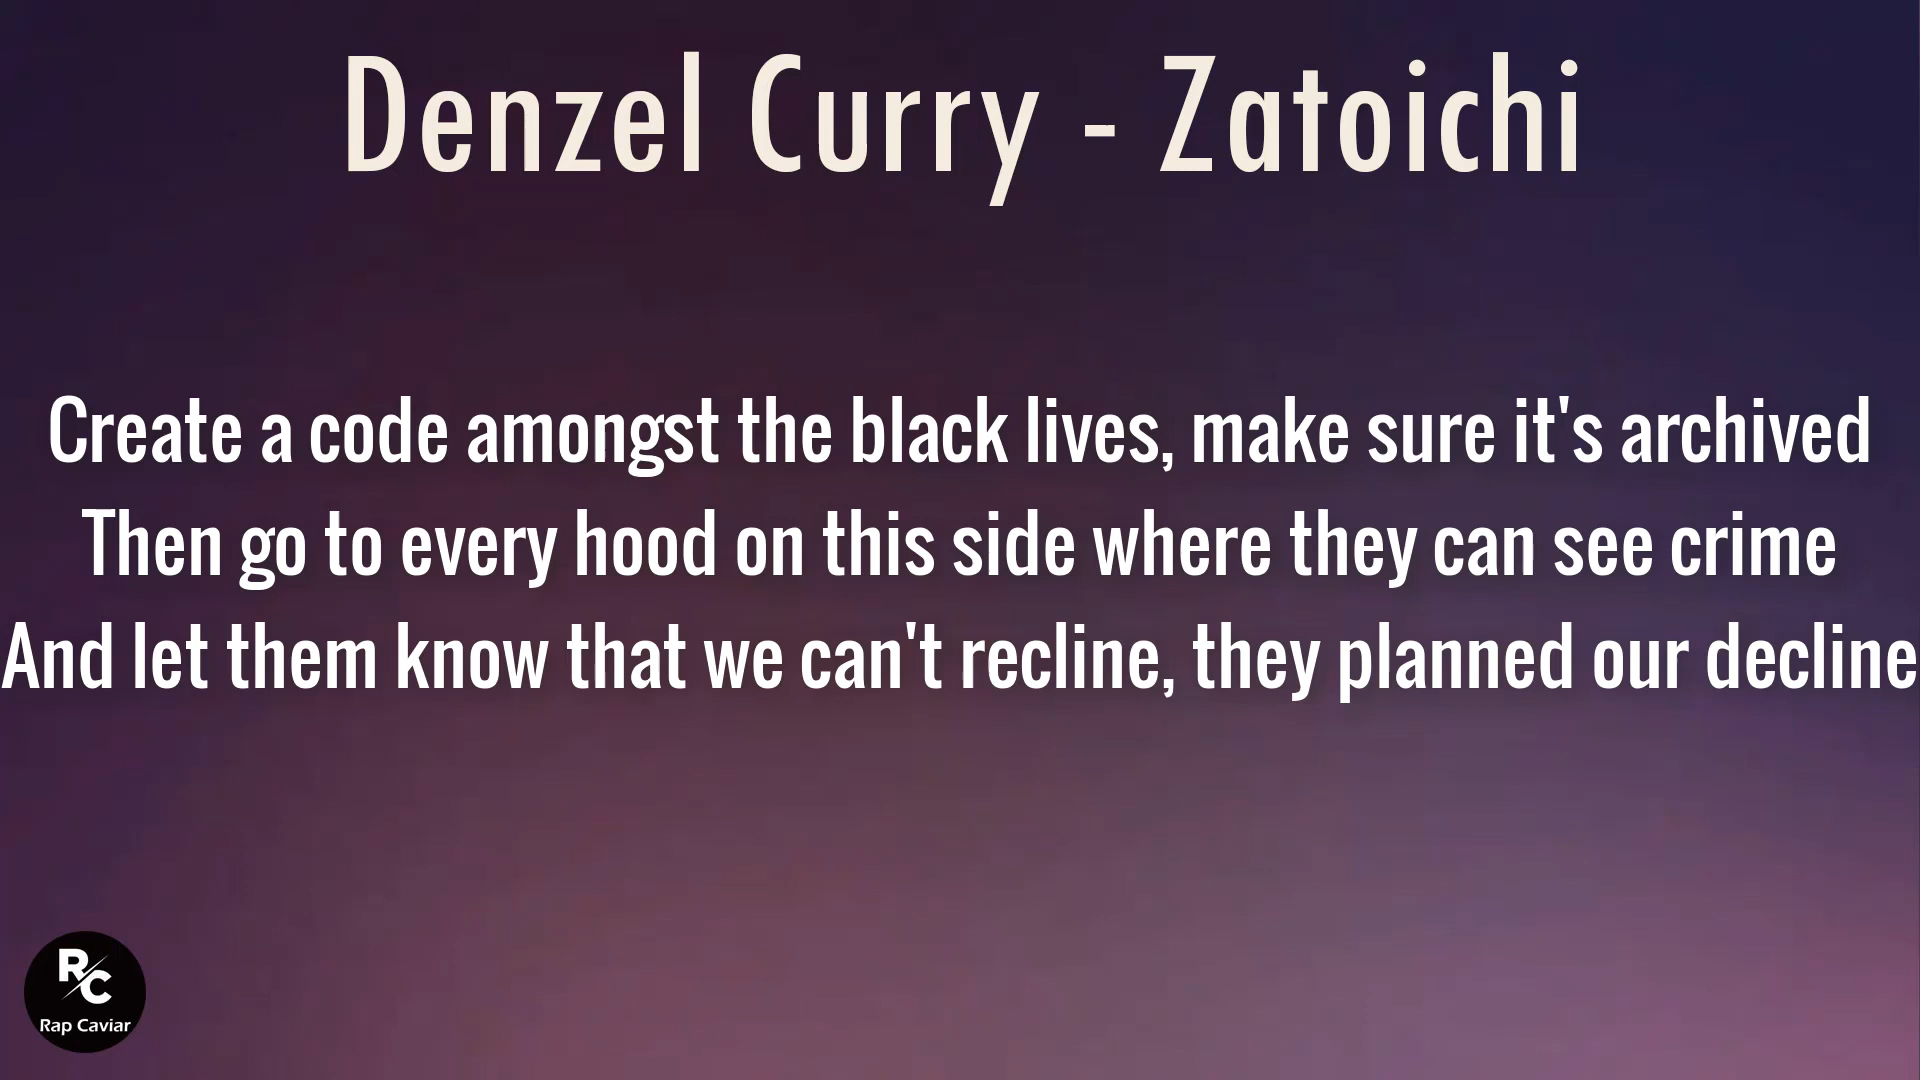 Denzel Curry - Zatoichi
Create a code amongst the black lives, make sure it's archived
Then go to every hood on this side where they can see crime
And let them know that we can't recline, they planned our decline
RC
Rap Caviar